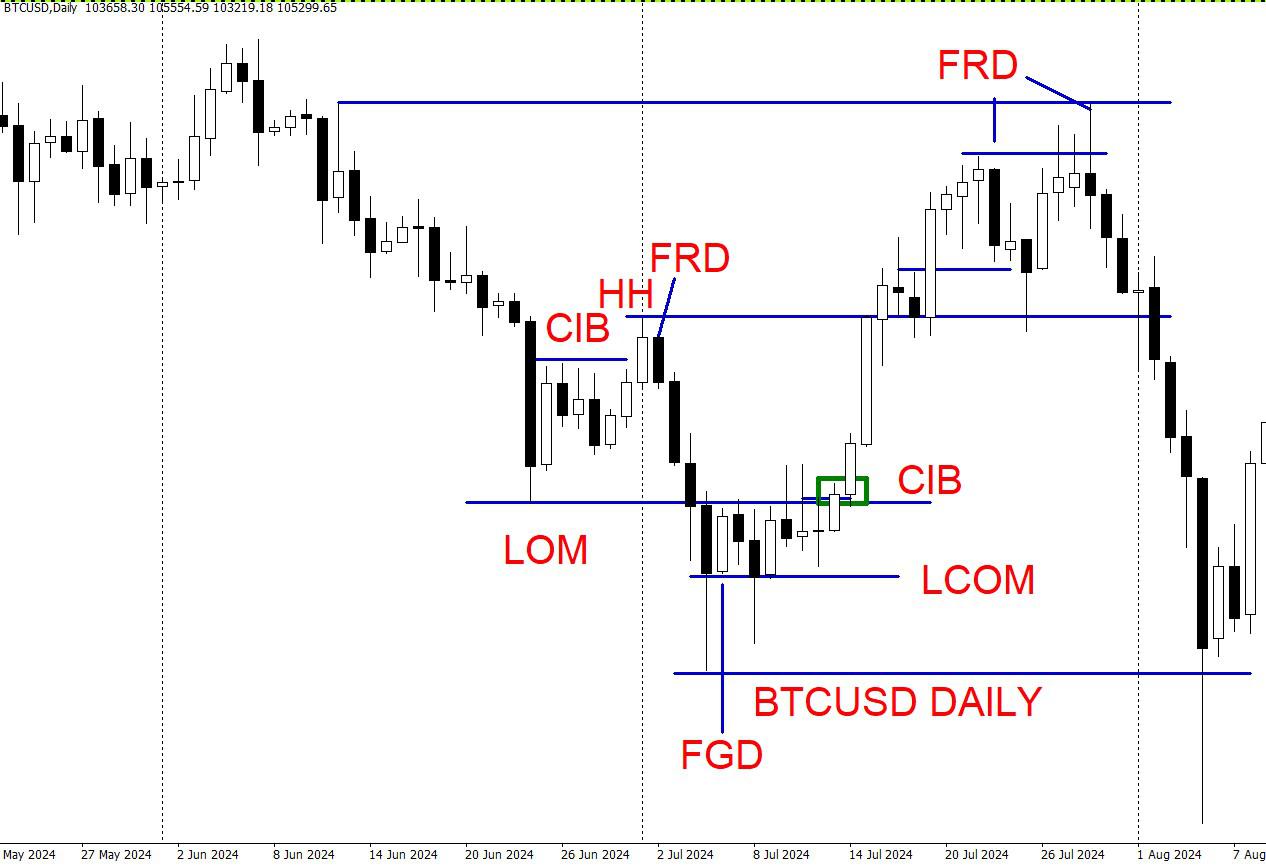 BTCUSD,Daily 103658.30 105554.59 103219.18 105299.65
FRD
FRD
HH
CIB
CIB
LOM
LCOM
BTCUSD DAILY
FGD
May 2024 27 May 2024 2 Jun 2024 8 Jun 2024 14 Jun 2024 20 Jun 2024 26 Jun 2024 2 Jul 2024 8 Jul 2024 14 Jul 2024 20 Jul 2024 26 Jul 2024 1 Aug 2024 7 Aug